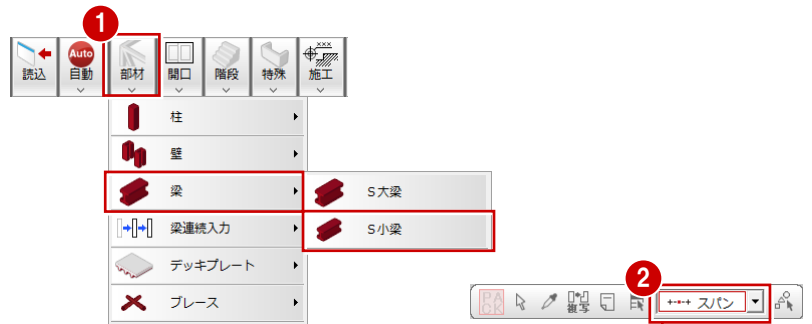 1
読込 Auto 自動 部材 開口 階段 特殊 ××× 施工
柱
壁
梁
S大梁
梁連続入力
S小梁
デッキプレート
ブレース
2
PACK 複写 スパン